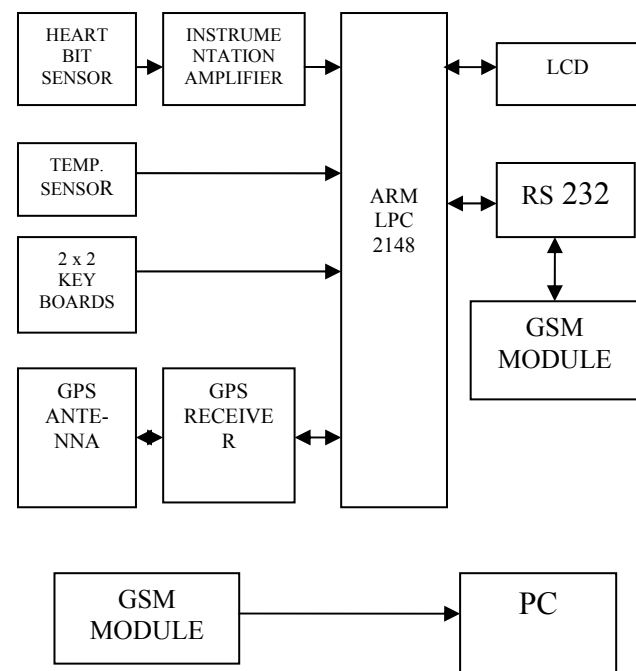 HEART
BIT
SENSOR
INSTRUME
NTATION
AMPLIFIER
LCD
TEMP.
SENSOR
ARM
LPC
2148
RS 232
2 x 2
KEY
BOARDS
GSM
MODULE
GPS
ANTE-
NNA
GPS
RECEIVE
R
GSM
MODULE
PC